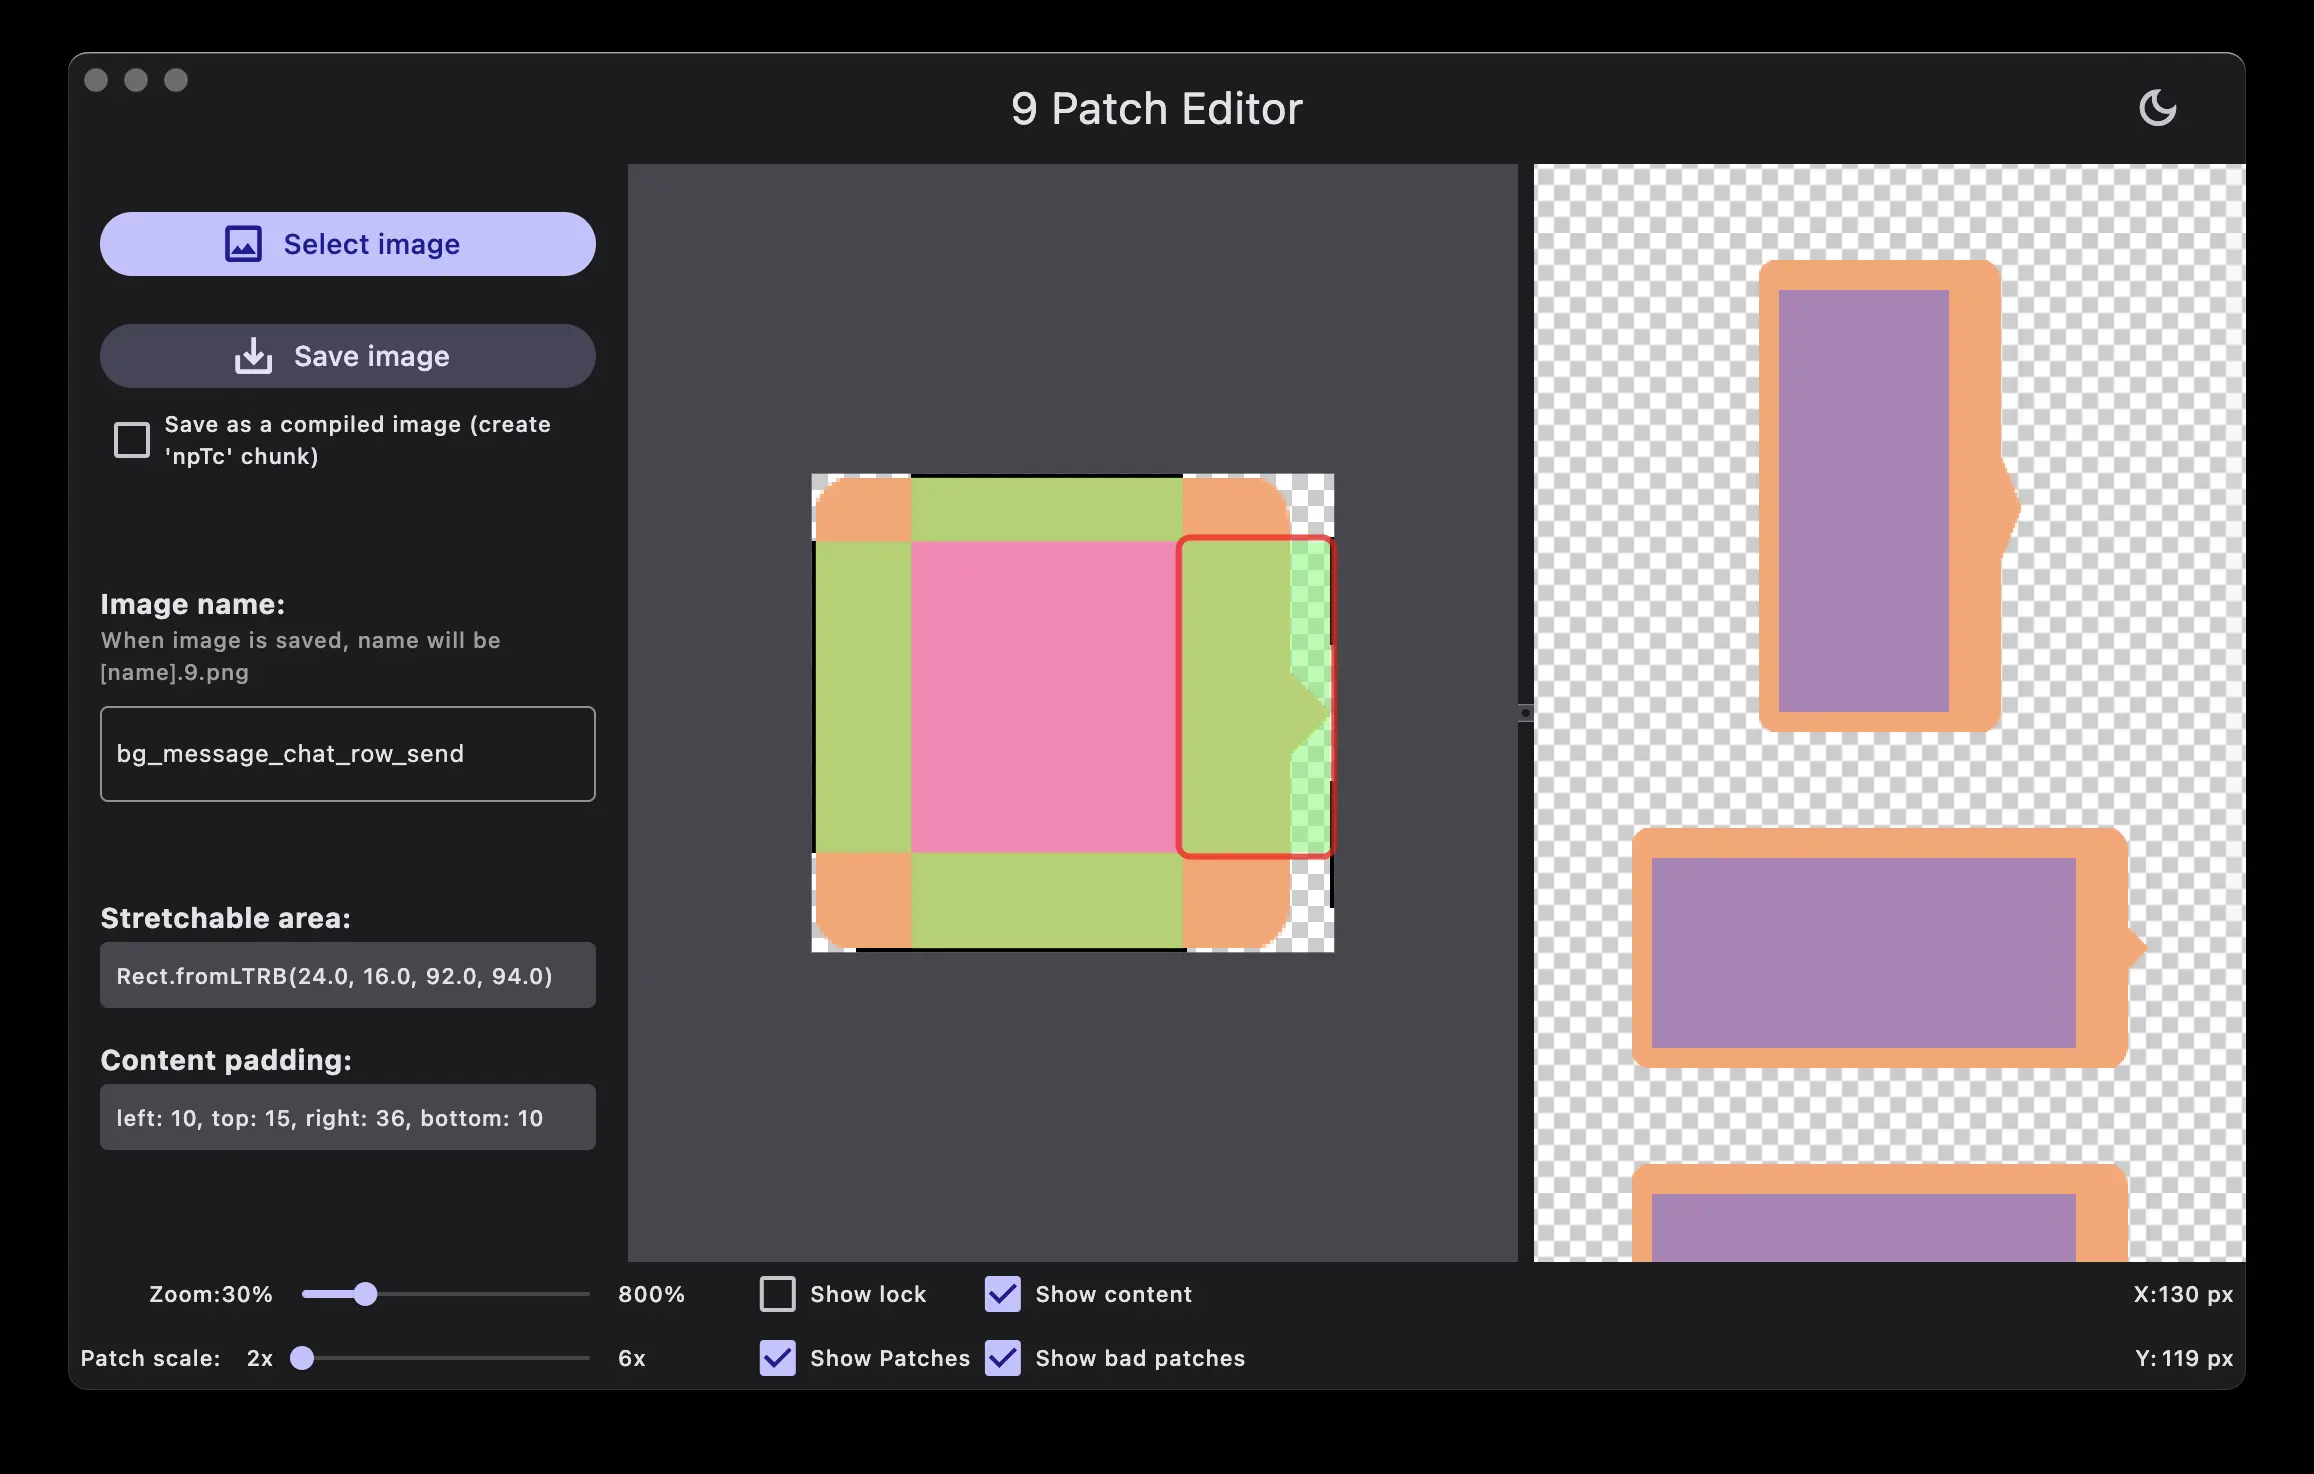 9 Patch Editor
Select image
Save image
Save as a compiled image (create
'npTc' chunk)
Image name:
When image is saved, name will be
[name].9.png
bg_message_chat_row_send
Stretchable area:
Rect.fromLTRB(24.0, 16.0, 92.0, 94.0)
Content padding:
left: 10, top: 15, right: 36, bottom: 10
Zoom:30% 800% Show lock Show content X:130 px
Patch scale: 2x 6x Show Patches Show bad patches Y: 119 px